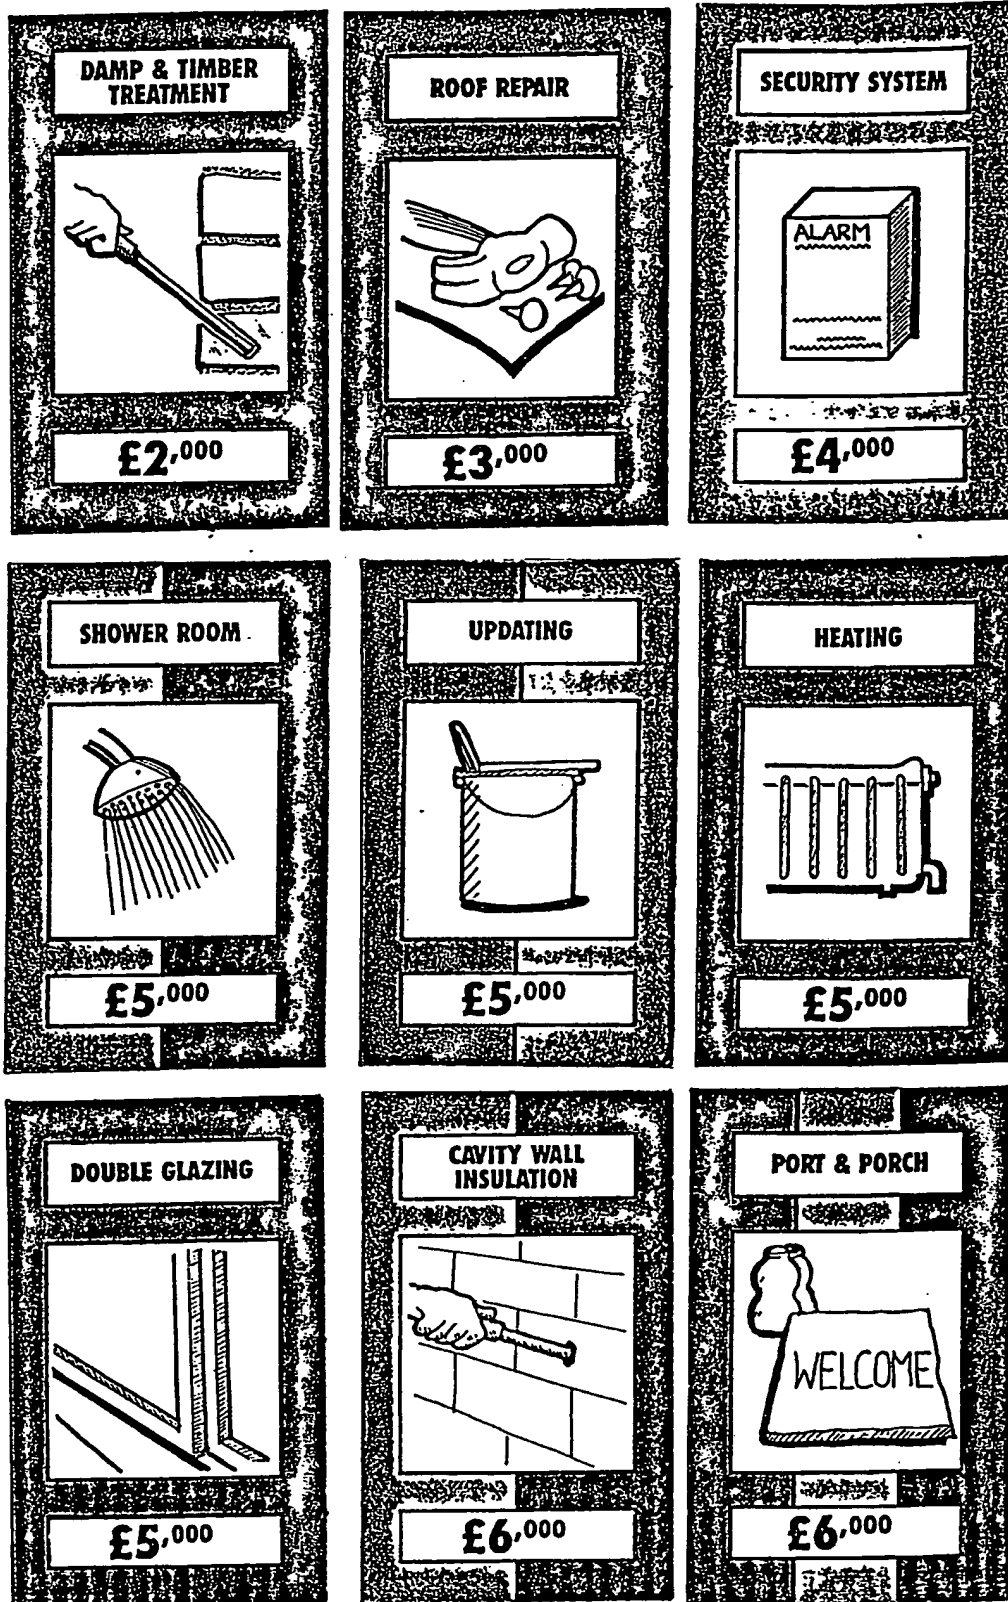 DAMP & TIMBER
TREATMENT
£2,000
ROOF REPAIR
£3,000
SECURITY SYSTEM
ALARM
£4,000
SHOWER ROOM
£5,000
UPDATING
£5,000
HEATING
£5,000
DOUBLE GLAZING
£5,000
CAVITY WALL
INSULATION
£6,000
PORT & PORCH
WELCOME
£6,000